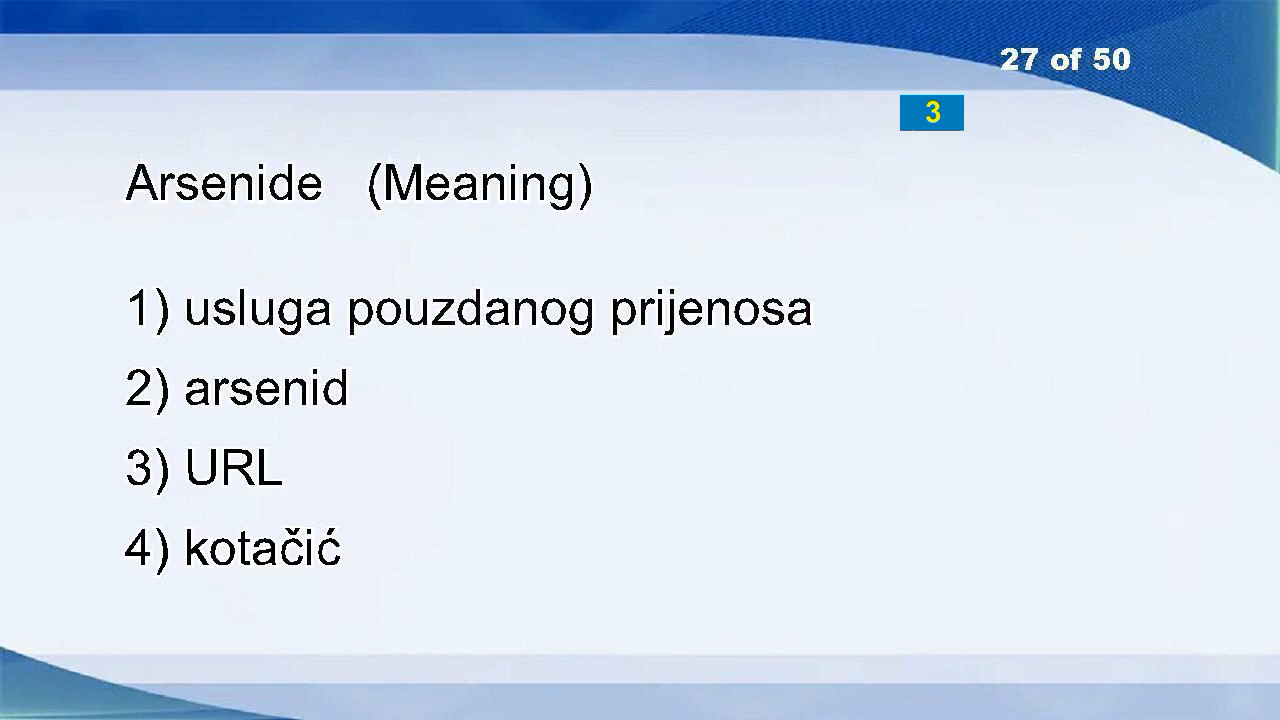 27 of 50
3
Arsenide (Meaning)
1) usluga pouzdanog prijenosa
2) arsenid
3) URL
4) kotačić